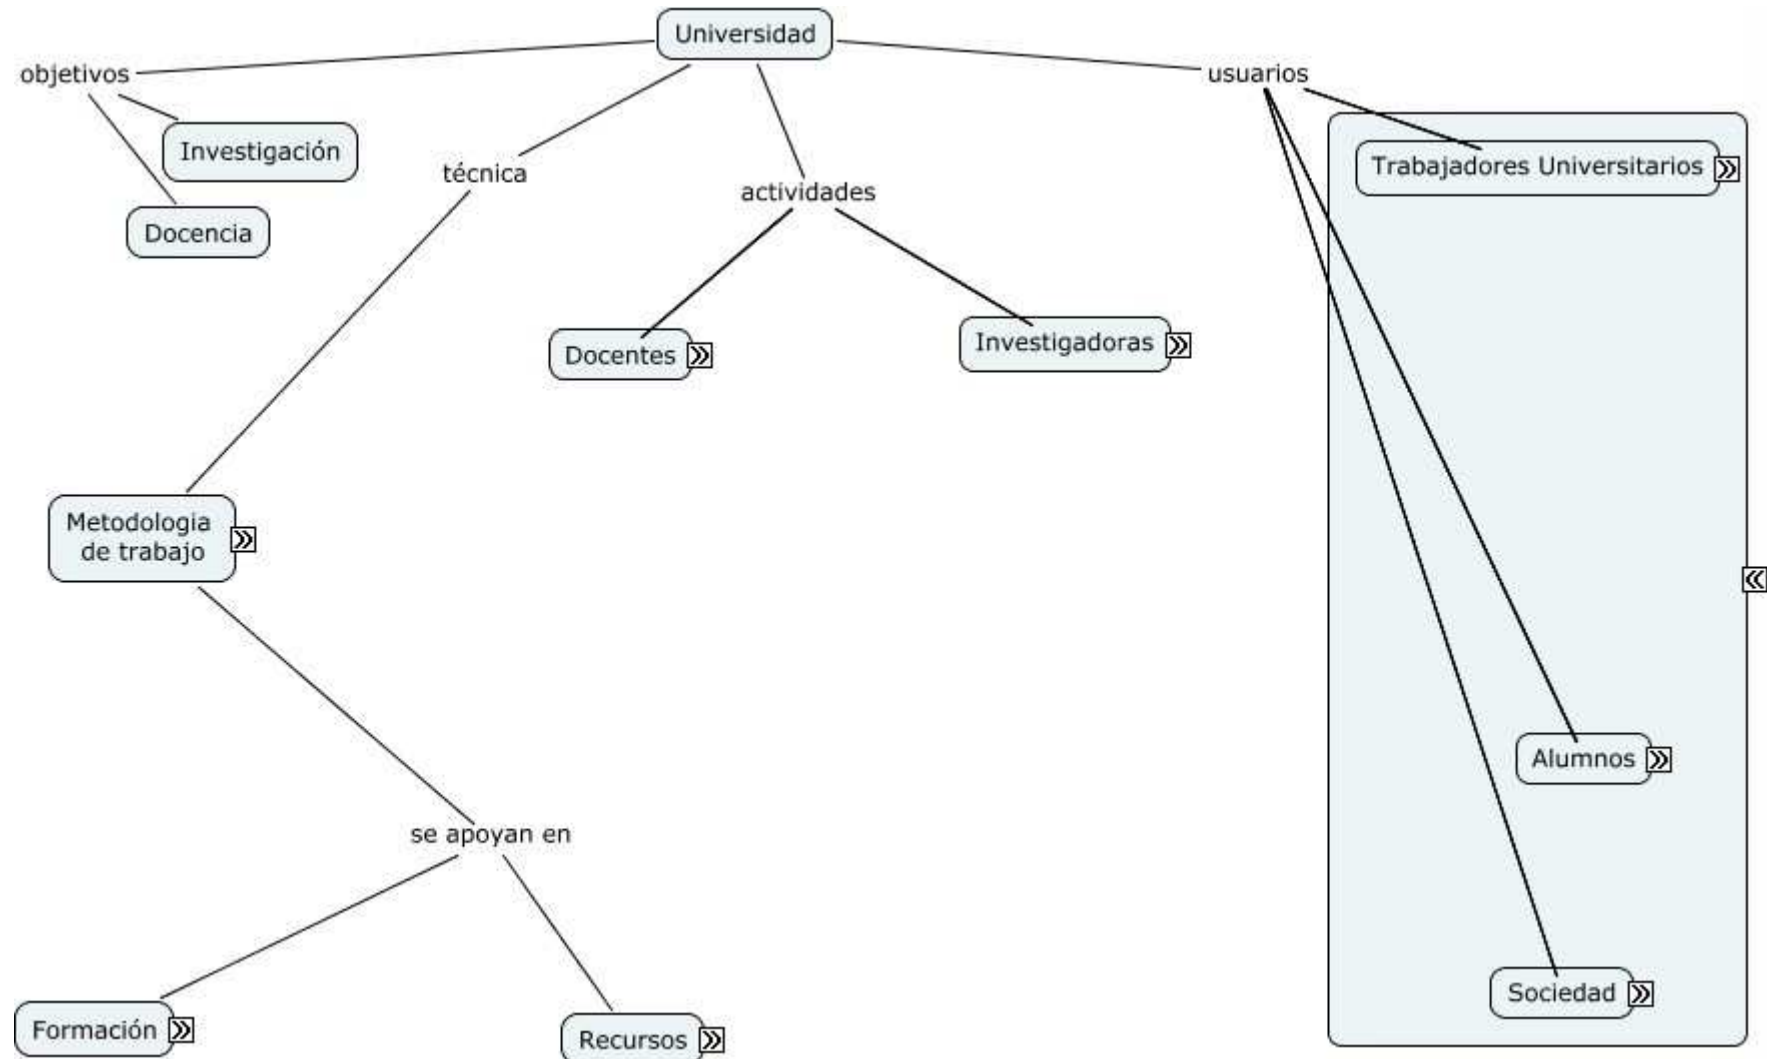 Universidad
objetivos
usuarios
Investigación
técnica
Trabajadores Universitarios
actividades
Docencia
Docentes
Investigadoras
Metodologia
de trabajo
Alumnos
se apoyan en
Sociedad
Formación
Recursos